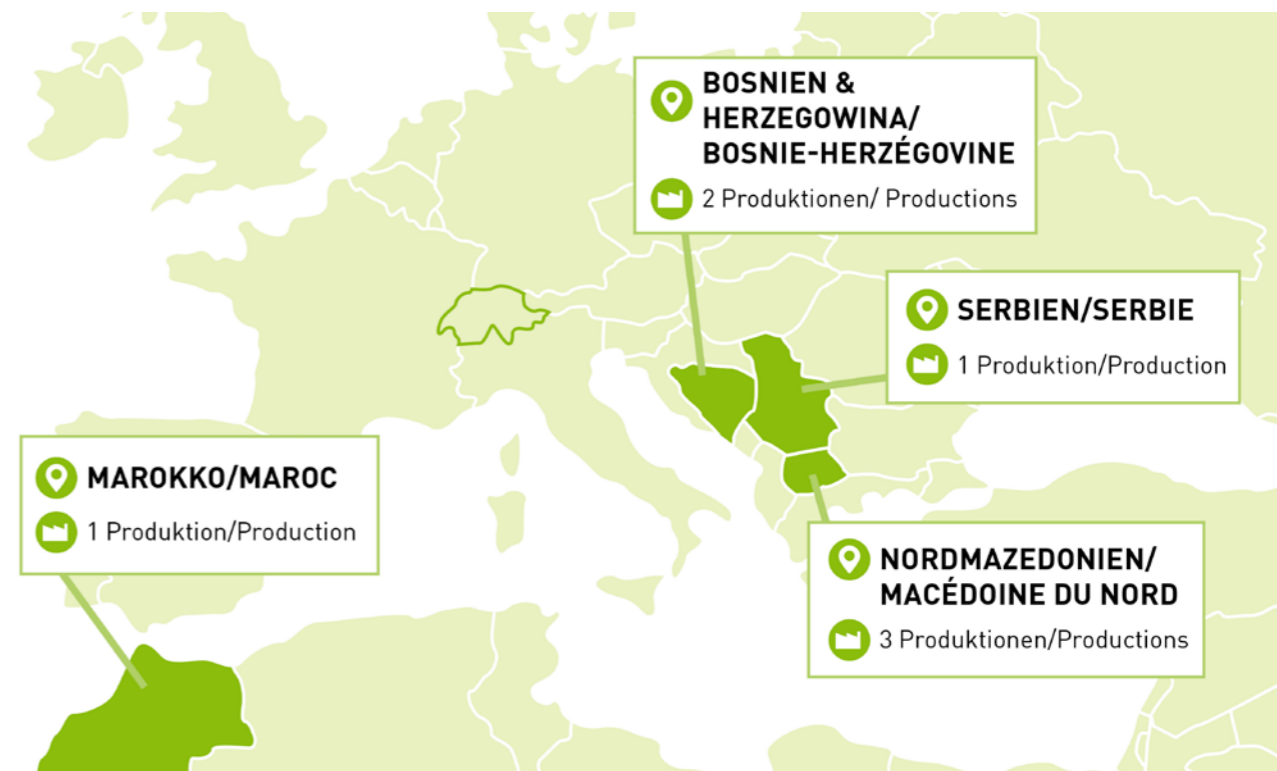 BOSNIEN &
HERZEGOWINA/
BOSNIE-HERZÉGOVINE
2 Produktionen/ Productions
SERBIEN/SERBIE
1 Produktion/Production
MAROKKO/MAROC
1 Produktion/Production
NORDMAZEDONIEN/
MACÉDOINE DU NORD
3 Produktionen/Productions